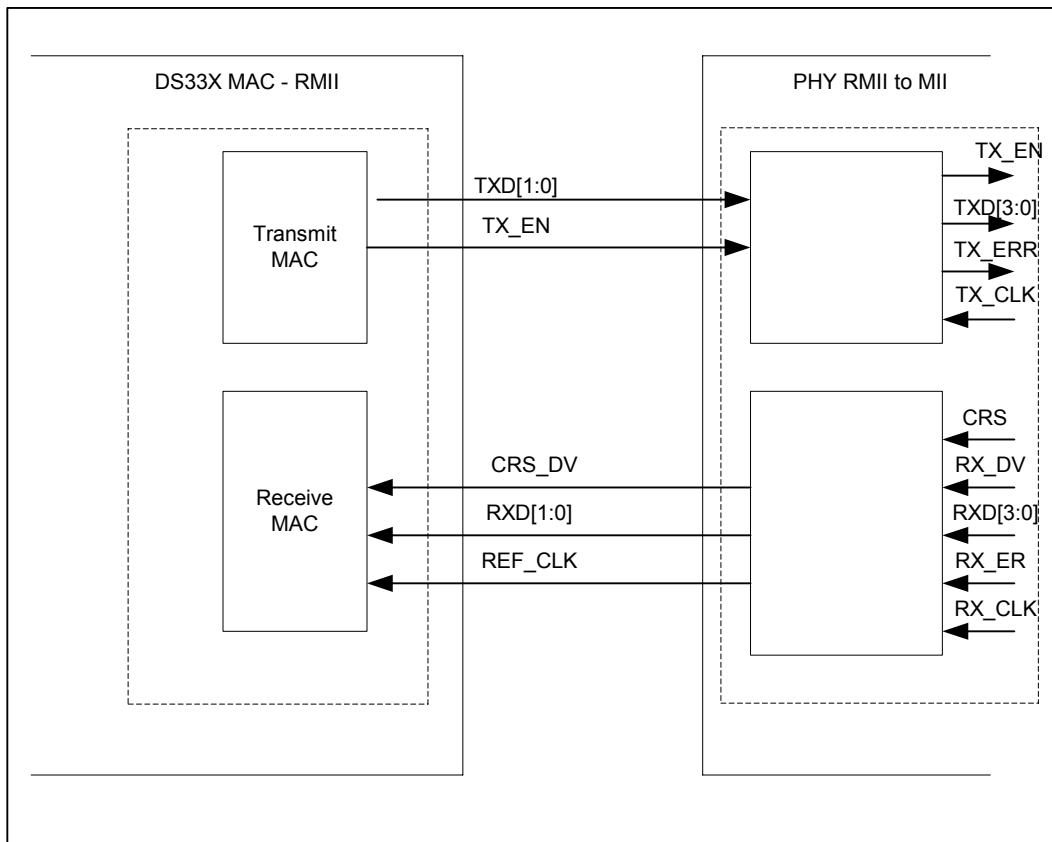 DS33X MAC - RMII
PHY RMII to MII
TX_EN
TXD[1:0]
TXD[3:0]
Transmit
MAC
TX_EN
TX_ERR
TX_CLK
CRS
CRS_DV
RX_DV
Receive
MAC
RXD[1:0]
RXD[3:0]
REF_CLK
RX_ER
RX_CLK